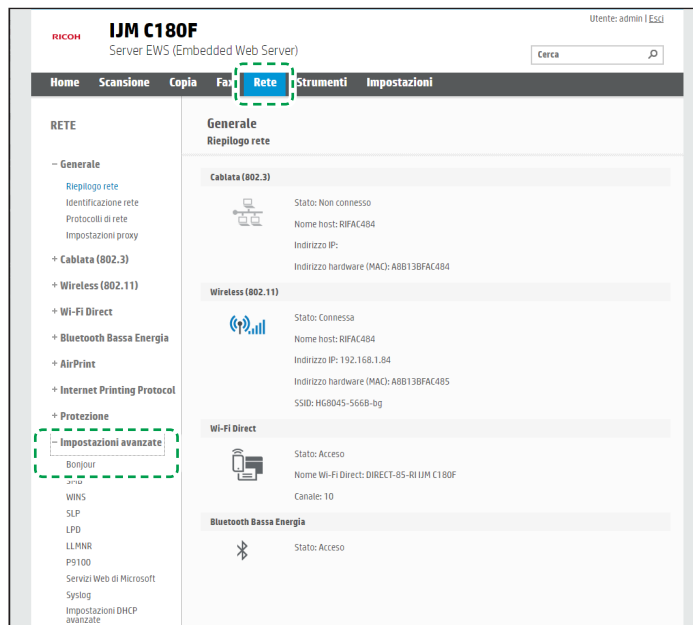 Utente: admin | Esci
RICOH
IJM C180F
Server EWS (Embedded Web Server)
Cerca
Home Scansione Copia Fax Rete Strumenti Impostazioni
RETE
− Generale
Riepilogo rete
Identificazione rete
Protocolli di rete
Impostazioni proxy
+ Cablata (802.3)
+ Wireless (802.11)
+ Wi-Fi Direct
+ Bluetooth Bassa Energia
+ AirPrint
+ Internet Printing Protocol
+ Protezione
− Impostazioni avanzate
Bonjour
SMB
WINS
SLP
LPD
LLMNR
P9100
Servizi Web di Microsoft
Syslog
Impostazioni DHCP
avanzate
Generale
Riepilogo rete
Cablata (802.3)
Stato: Non connesso
Nome host: RIFAC484
Indirizzo IP:
Indirizzo hardware (MAC): A8B13BFAC484
Wireless (802.11)
Stato: Connessa
Nome host: RIFAC484
Indirizzo IP: 192.168.1.84
Indirizzo hardware (MAC): A8B13BFAC485
SSID: HG8045-566B-bg
Wi-Fi Direct
Stato: Acceso
Nome Wi-Fi Direct: DIRECT-85-RI IJM C180F
Canale: 10
Bluetooth Bassa Energia
Stato: Acceso